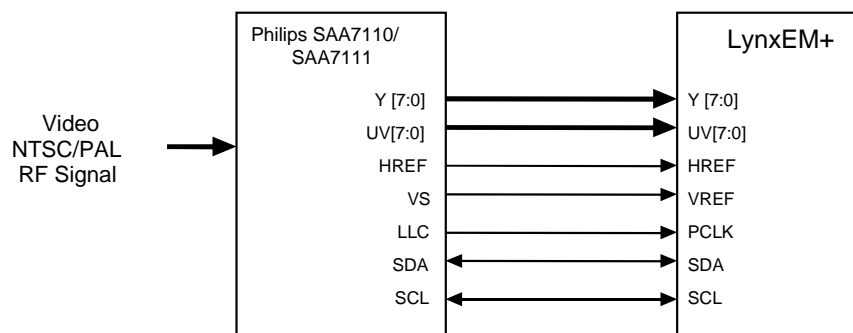 Philips SAA7110/
SAA7111
LynxEM+
Video
NTSC/PAL
RF Signal
Y [7:0]
UV[7:0]
HREF
VS
LLC
SDA
SCL
Y [7:0]
UV[7:0]
HREF
VREF
PCLK
SDA
SCL